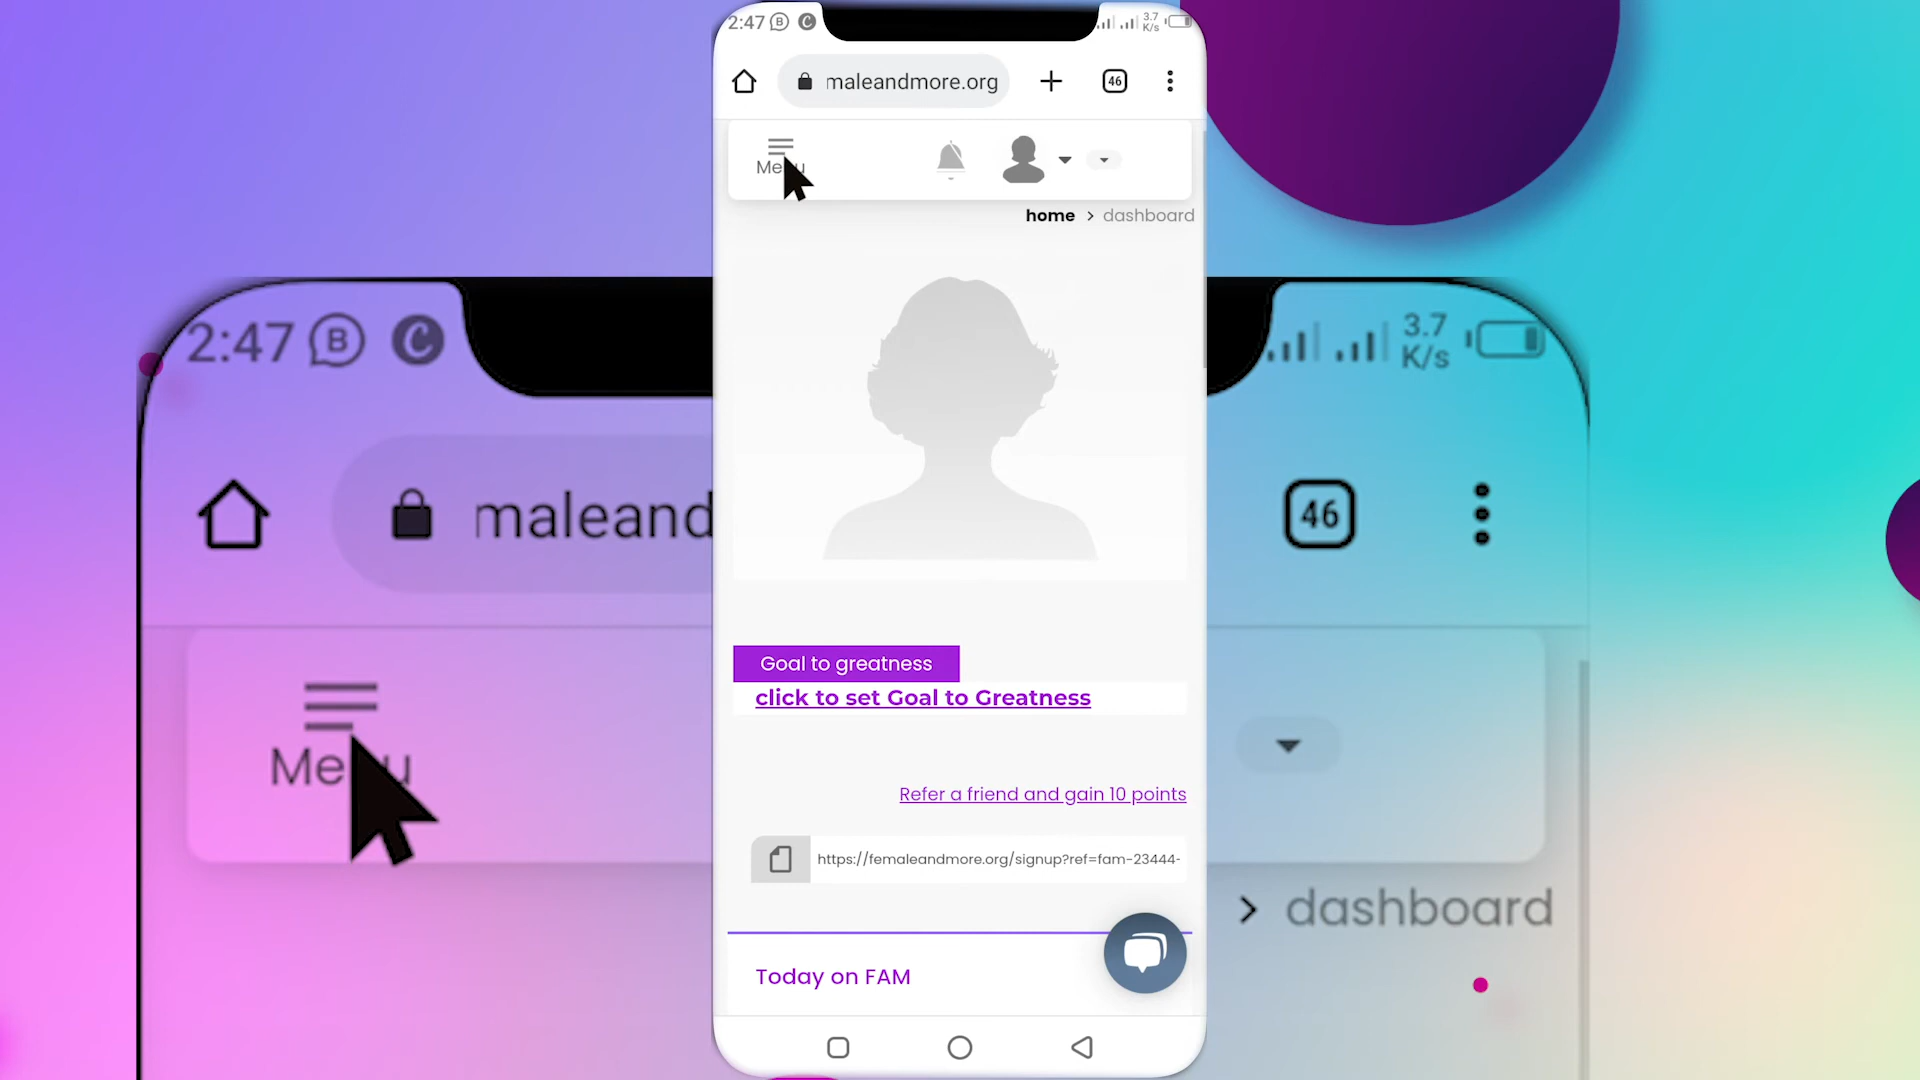 2:47
3.7
K/s
maleandmore.org
46
Menu
home > dashboard
Goal to greatness
click to set Goal to Greatness
Refer a friend and gain 10 points
https://femaleandmore.org/signup?ref=fam-23444-
Today on FAM
2:47
B
3.7
K/s
maleand
46
Menu
> dashboard